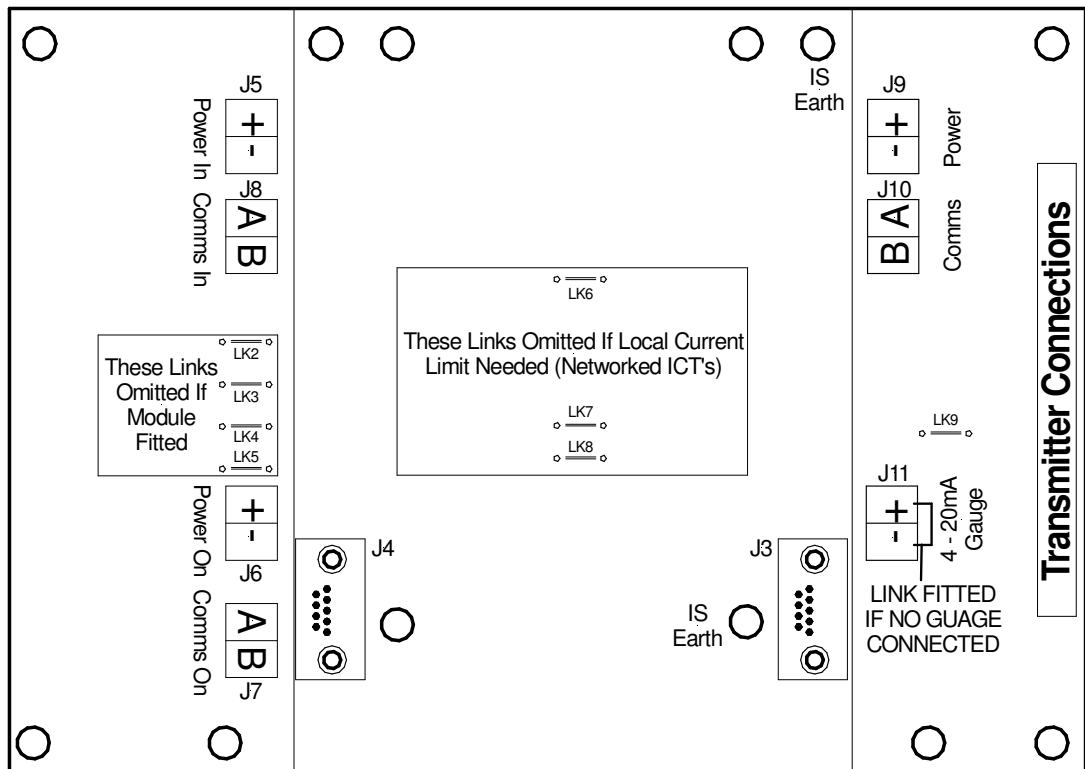 J5
+
-
Power In
J8
A
B
Comms In
These Links
Omitted If
Module
Fitted
LK2
LK3
LK4
LK5
+
-
Power On
J6
A
B
Comms On
J7
J4
LK6
These Links Omitted If Local Current
Limit Needed (Networked ICT's)
LK7
LK8
IS
Earth
J3
IS
Earth
J9
+
-
Power
J10
A
B
Comms
LK9
J11
+
-
4 - 20mA
Gauge
LINK FITTED
IF NO GUAGE
CONNECTED
Transmitter Connections